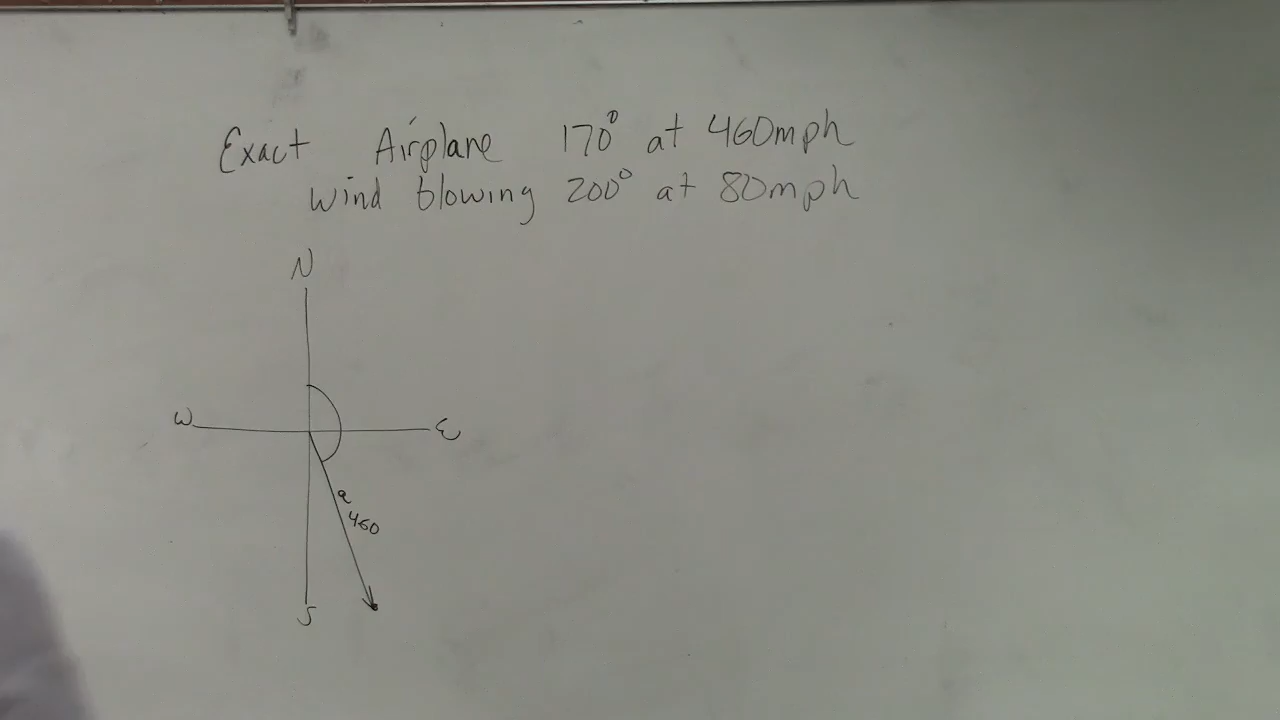 Exact Airplane 170° at 460mph
wind blowing 200° at 80mph
N
W E
a
460
S